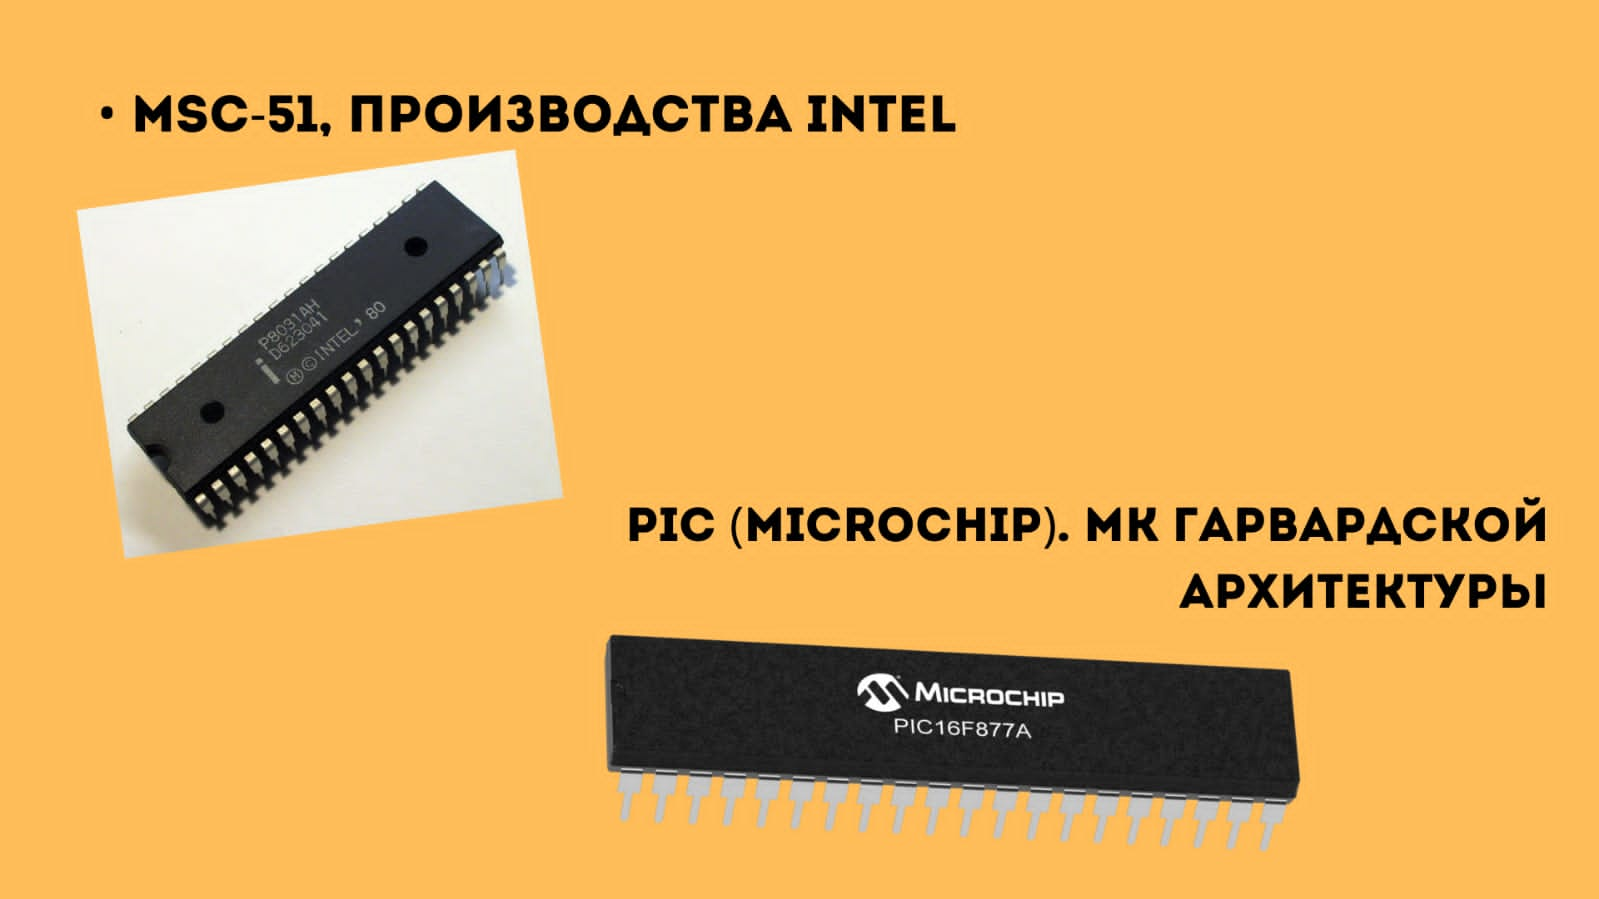 • MSC-51, ПРОИЗВОДСТВА INTEL
P8031AH
D623041
i Ⓜ ©INTEL '80
PIC (MICROCHIP). МК ГАРВАРДСКОЙ
АРХИТЕКТУРЫ
MICROCHIP
PIC16F877A